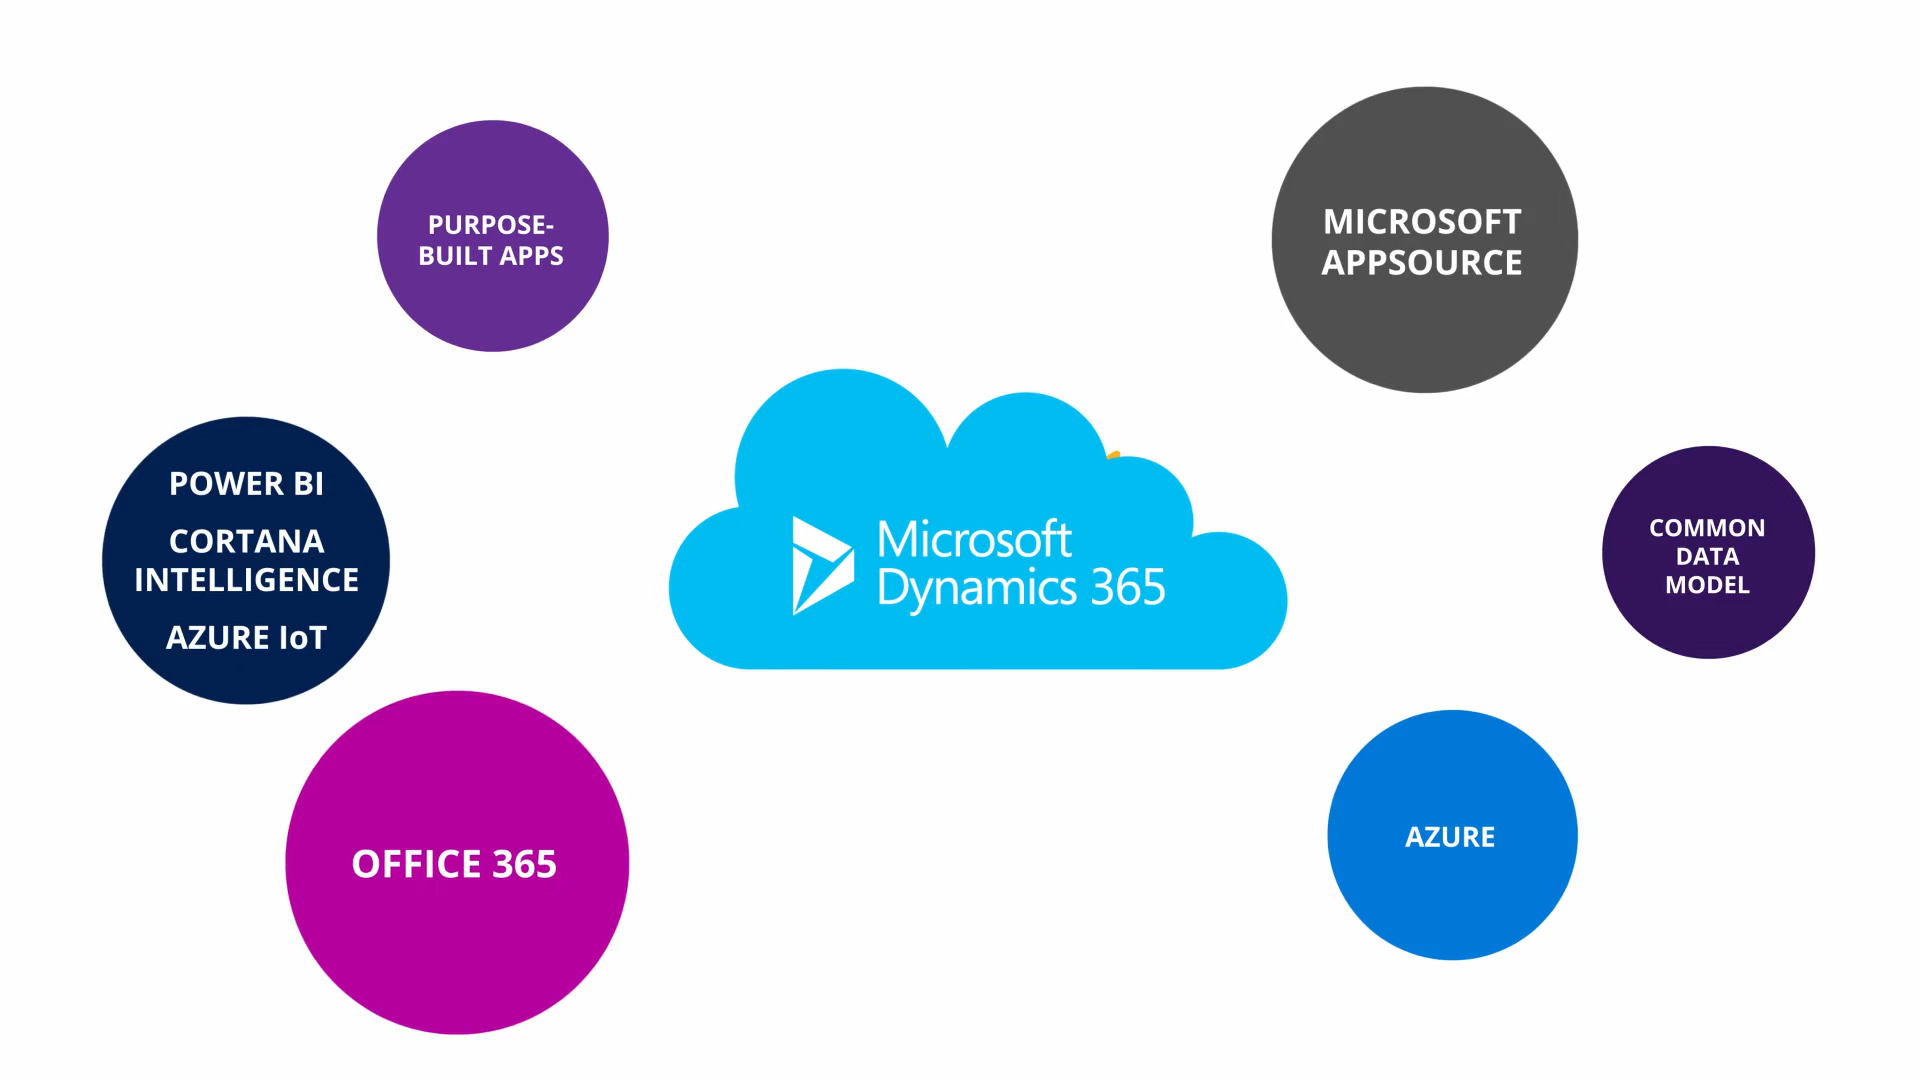 PURPOSE-
BUILT APPS
MICROSOFT
APPSOURCE
POWER BI
CORTANA
INTELLIGENCE
AZURE IoT
Microsoft
Dynamics 365
COMMON
DATA
MODEL
OFFICE 365
AZURE